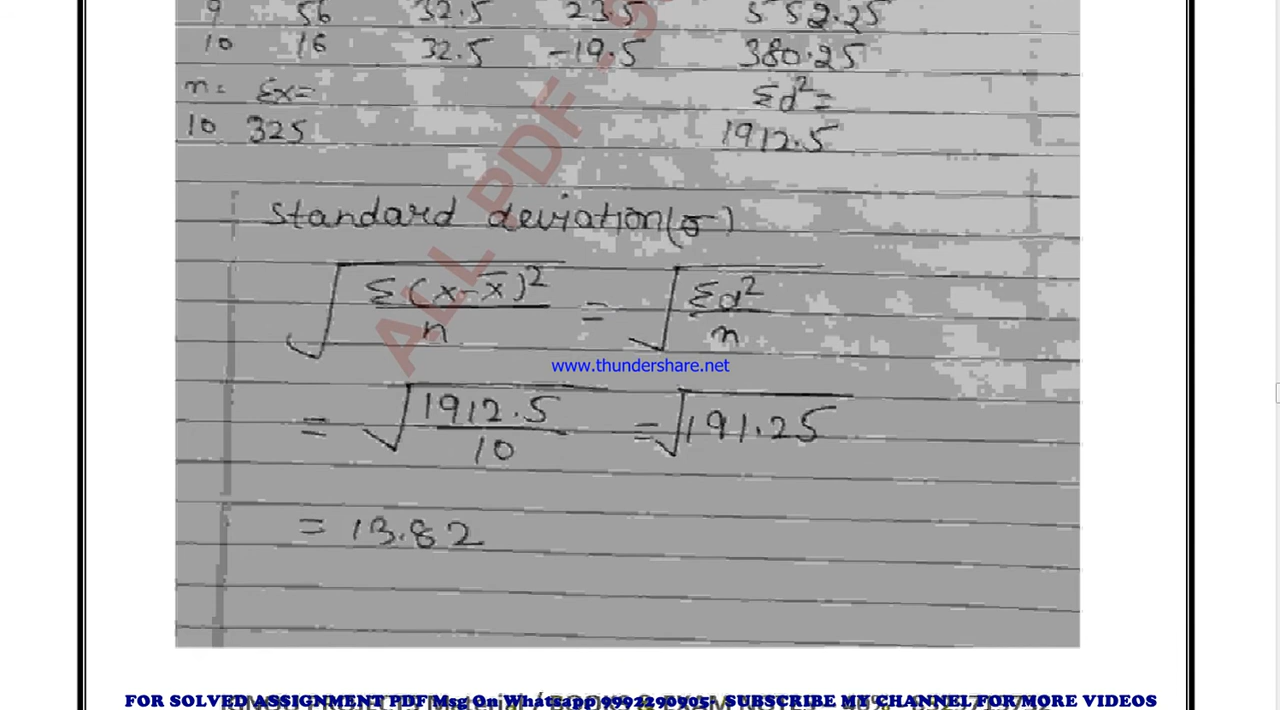 9 56 32.5 23.5 552.25
10 16 32.5 -19.5 380.25
n= Σx= Σd²=
10 325 1912.5
Standard deviation(σ)
√Σ(x-x̄)²/n = √Σd²/n
www.thundershare.net
= √1912.5/10 = √191.25
= 13.82
ALL PDF
FOR SOLVED ASSIGNMENT PDF Msg On Whatsapp 9992290905- SUBSCRIBE MY CHANNEL FOR MORE VIDEOS